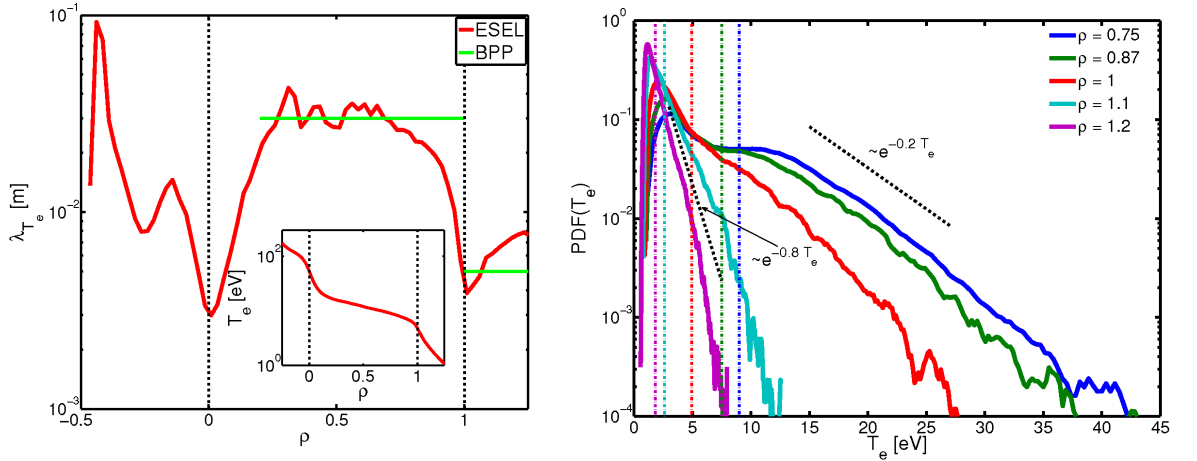 10^-1
10^-2
10^-3
λ_T_e [m]
−0.5
0
0.5
1
ρ
ESEL
BPP
10^2
10^0
T_e [eV]
0
1
ρ
10^0
10^-1
10^-2
10^-3
10^-4
PDF(T_e)
0
5
10
15
20
25
30
35
40
45
T_e [eV]
ρ = 0.75
ρ = 0.87
ρ = 1
ρ = 1.1
ρ = 1.2
~e^-0.2 T_e
~e^-0.8 T_e